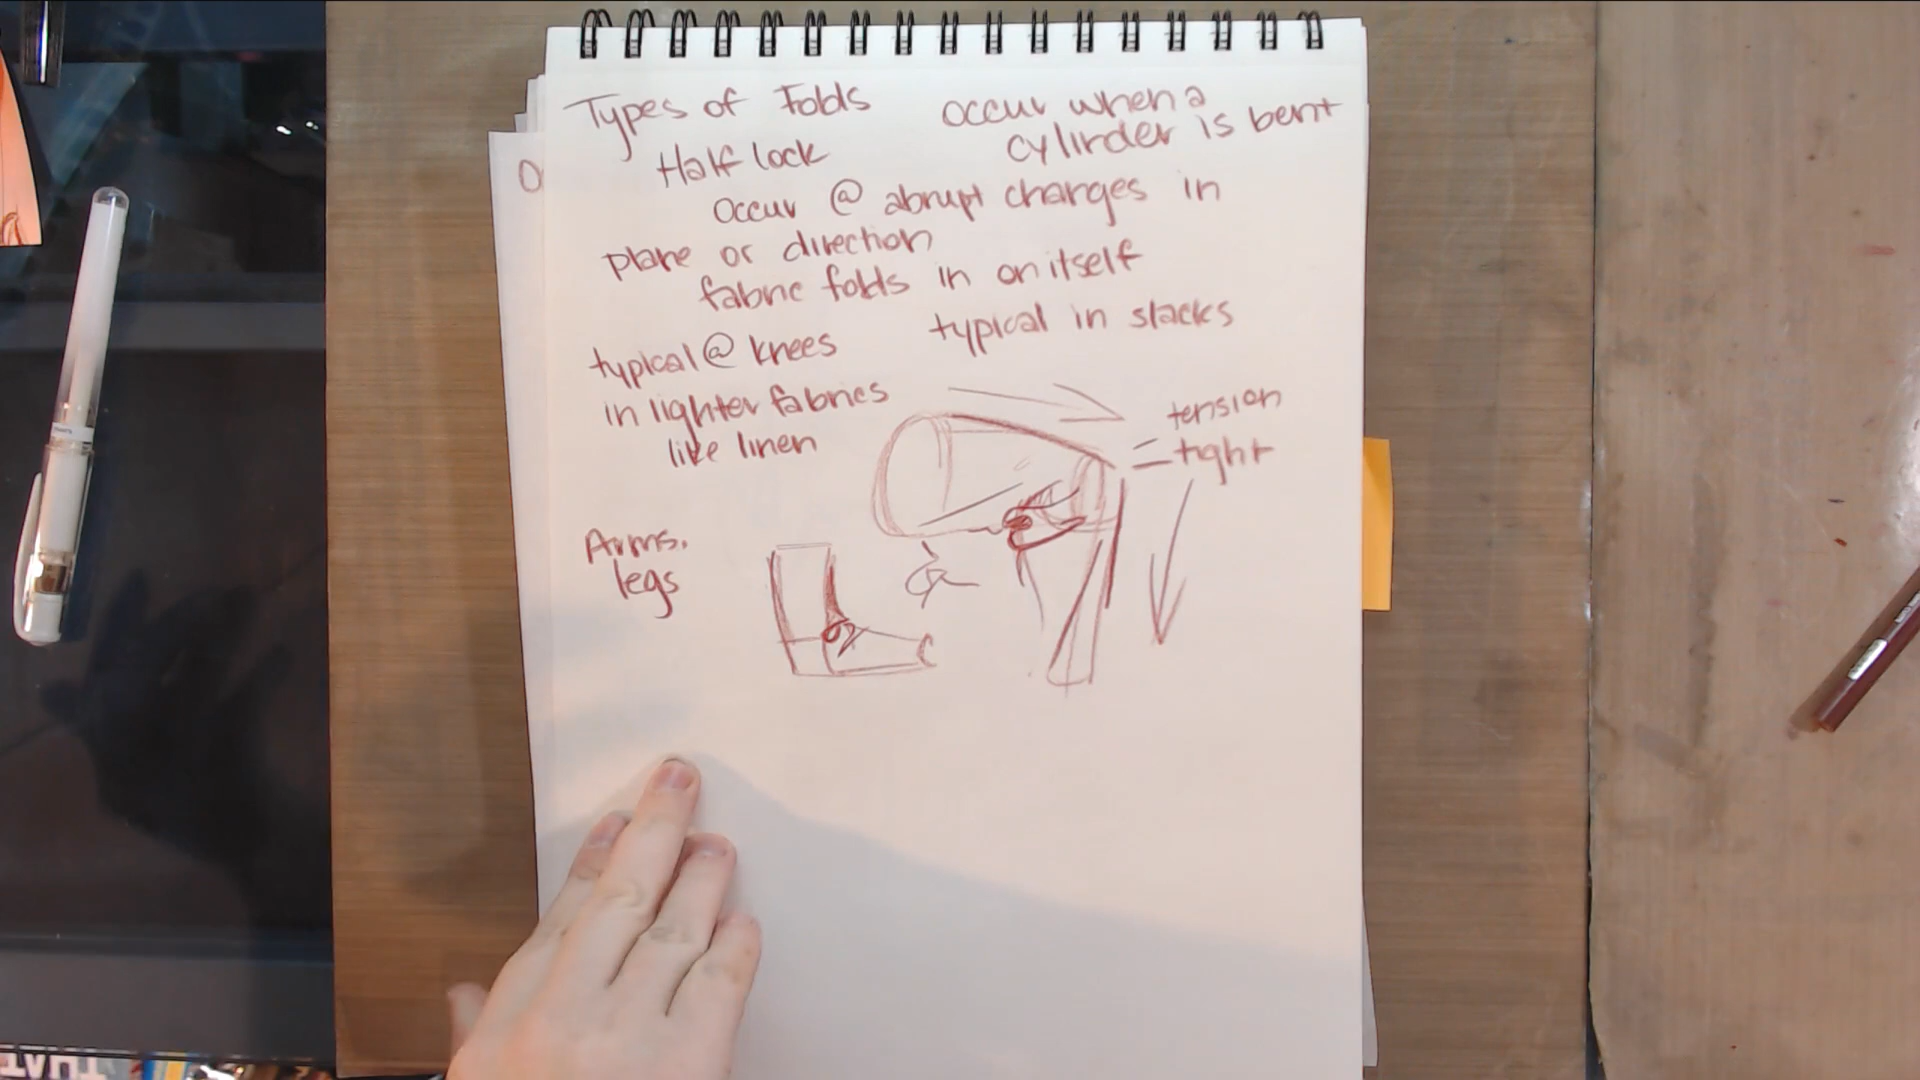 Types of Folds
occur when a
cylinder is bent
Half lock
occur @ abrupt changes in
plane or direction
fabric folds in on itself
typical @ knees
typical in slacks
in lighter fabrics
like linen
tension
= tight
Arms.
legs